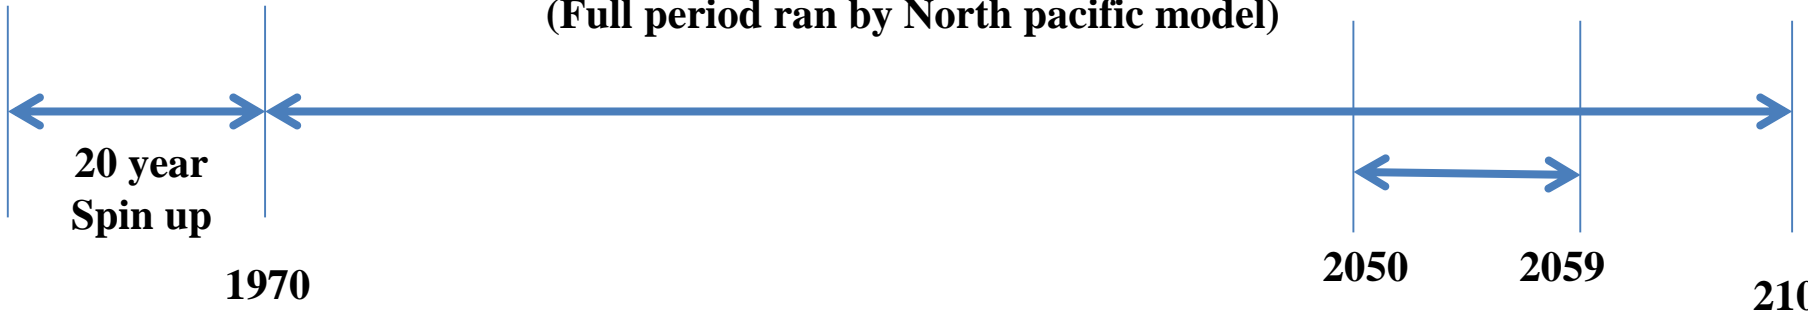 (Full period ran by North pacific model)
20 year
Spin up
1970
2050
2059